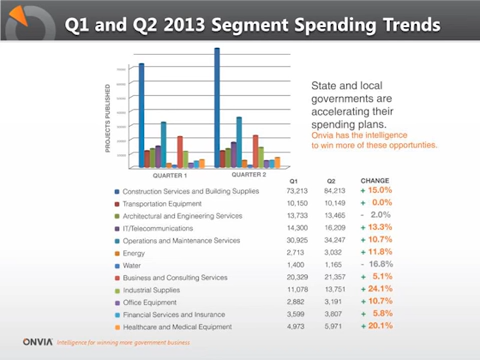 Q1 and Q2 2013 Segment Spending Trends
PROJECTS PUBLISHED
QUARTER 1 QUARTER 2
State and local
governments are
accelerating their
spending plans.
Onvia has the intelligence
to win more of these opportunties.
Q1 Q2 CHANGE
Construction Services and Building Supplies 73,213 84,213 + 15.0%
Transportation Equipment 10,150 10,149 + 0.0%
Architectural and Engineering Services 13,733 13,465 - 2.0%
IT/Telecommunications 14,300 16,209 + 13.3%
Operations and Maintenance Services 30,925 34,247 + 10.7%
Energy 2,713 3,032 + 11.8%
Water 1,400 1,165 - 16.8%
Business and Consulting Services 20,329 21,357 + 5.1%
Industrial Supplies 11,078 13,751 + 24.1%
Office Equipment 2,882 3,191 + 10.7%
Financial Services and Insurance 3,599 3,807 + 5.8%
Healthcare and Medical Equipment 4,973 5,971 + 20.1%
ONVIA Intelligence for winning more government business